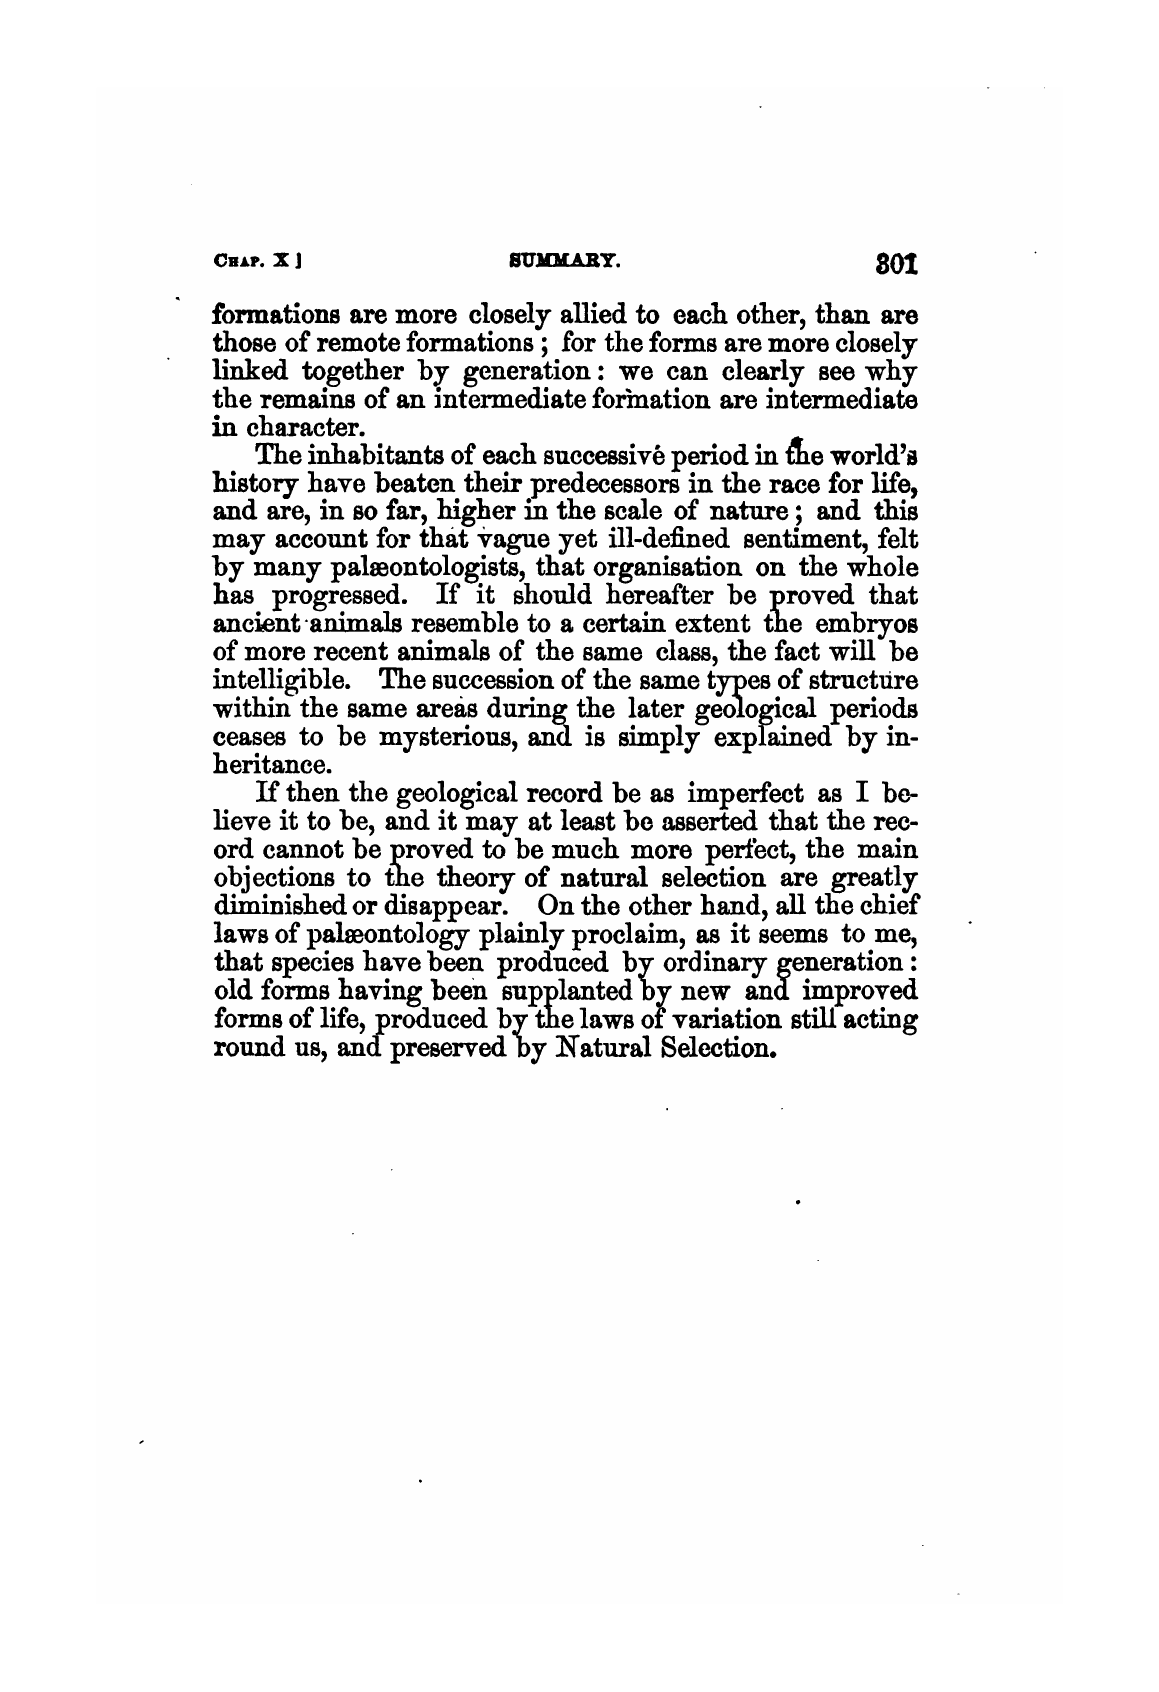 CHAP. X] SUMMARY. 301
formations are more closely allied to each other, than are
those of remote formations; for the forms are more closely
linked together by generation: we can clearly see why
the remains of an intermediate formation are intermediate
in character.
The inhabitants of each successive period in the world's
history have beaten their predecessors in the race for life,
and are, in so far, higher in the scale of nature; and this
may account for that vague yet ill-defined sentiment, felt
by many palæontologists, that organisation on the whole
has progressed. If it should hereafter be proved that
ancient animals resemble to a certain extent the embryos
of more recent animals of the same class, the fact will be
intelligible. The succession of the same types of structure
within the same areas during the later geological periods
ceases to be mysterious, and is simply explained by in-
heritance.
If then the geological record be as imperfect as I be-
lieve it to be, and it may at least be asserted that the rec-
ord cannot be proved to be much more perfect, the main
objections to the theory of natural selection are greatly
diminished or disappear. On the other hand, all the chief
laws of palæontology plainly proclaim, as it seems to me,
that species have been produced by ordinary generation:
old forms having been supplanted by new and improved
forms of life, produced by the laws of variation still acting
round us, and preserved by Natural Selection.